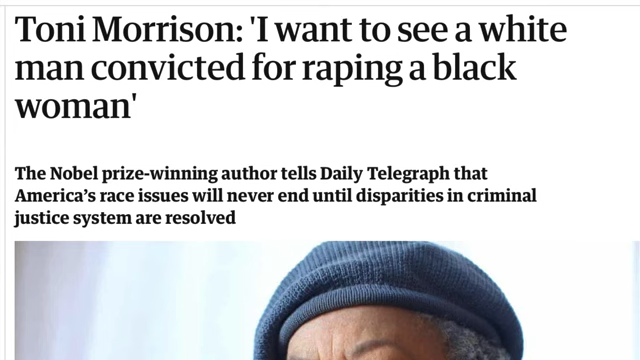 Toni Morrison: 'I want to see a white
man convicted for raping a black
woman'
The Nobel prize-winning author tells Daily Telegraph that
America’s race issues will never end until disparities in criminal
justice system are resolved